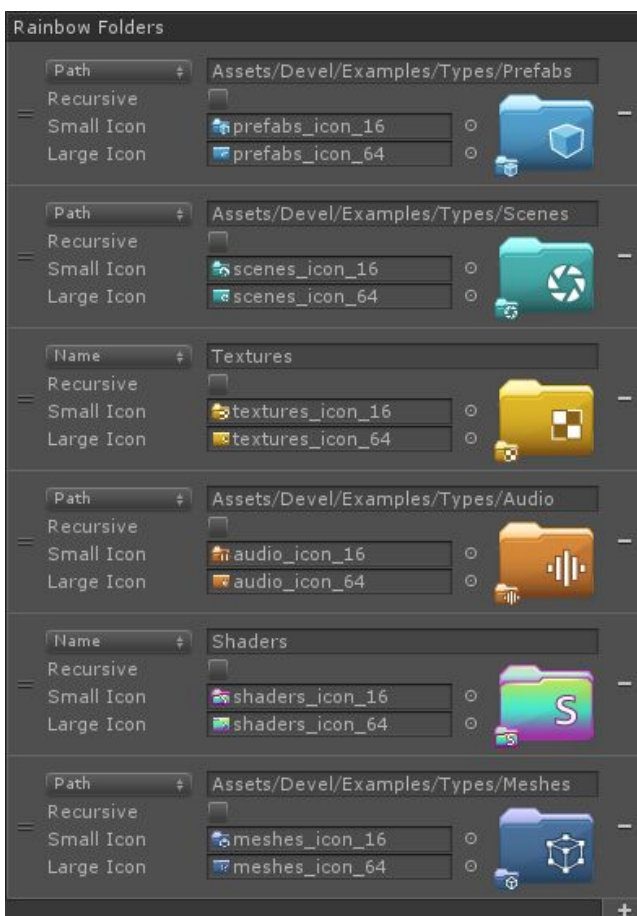 Rainbow Folders
Path Assets/Devel/Examples/Types/Prefabs
Recursive
Small Icon prefabs_icon_16
Large Icon prefabs_icon_64
Path Assets/Devel/Examples/Types/Scenes
Recursive
Small Icon scenes_icon_16
Large Icon scenes_icon_64
Name Textures
Recursive
Small Icon textures_icon_16
Large Icon textures_icon_64
Path Assets/Devel/Examples/Types/Audio
Recursive
Small Icon audio_icon_16
Large Icon audio_icon_64
Name Shaders
Recursive
Small Icon shaders_icon_16
Large Icon shaders_icon_64
S
Path Assets/Devel/Examples/Types/Meshes
Recursive
Small Icon meshes_icon_16
Large Icon meshes_icon_64